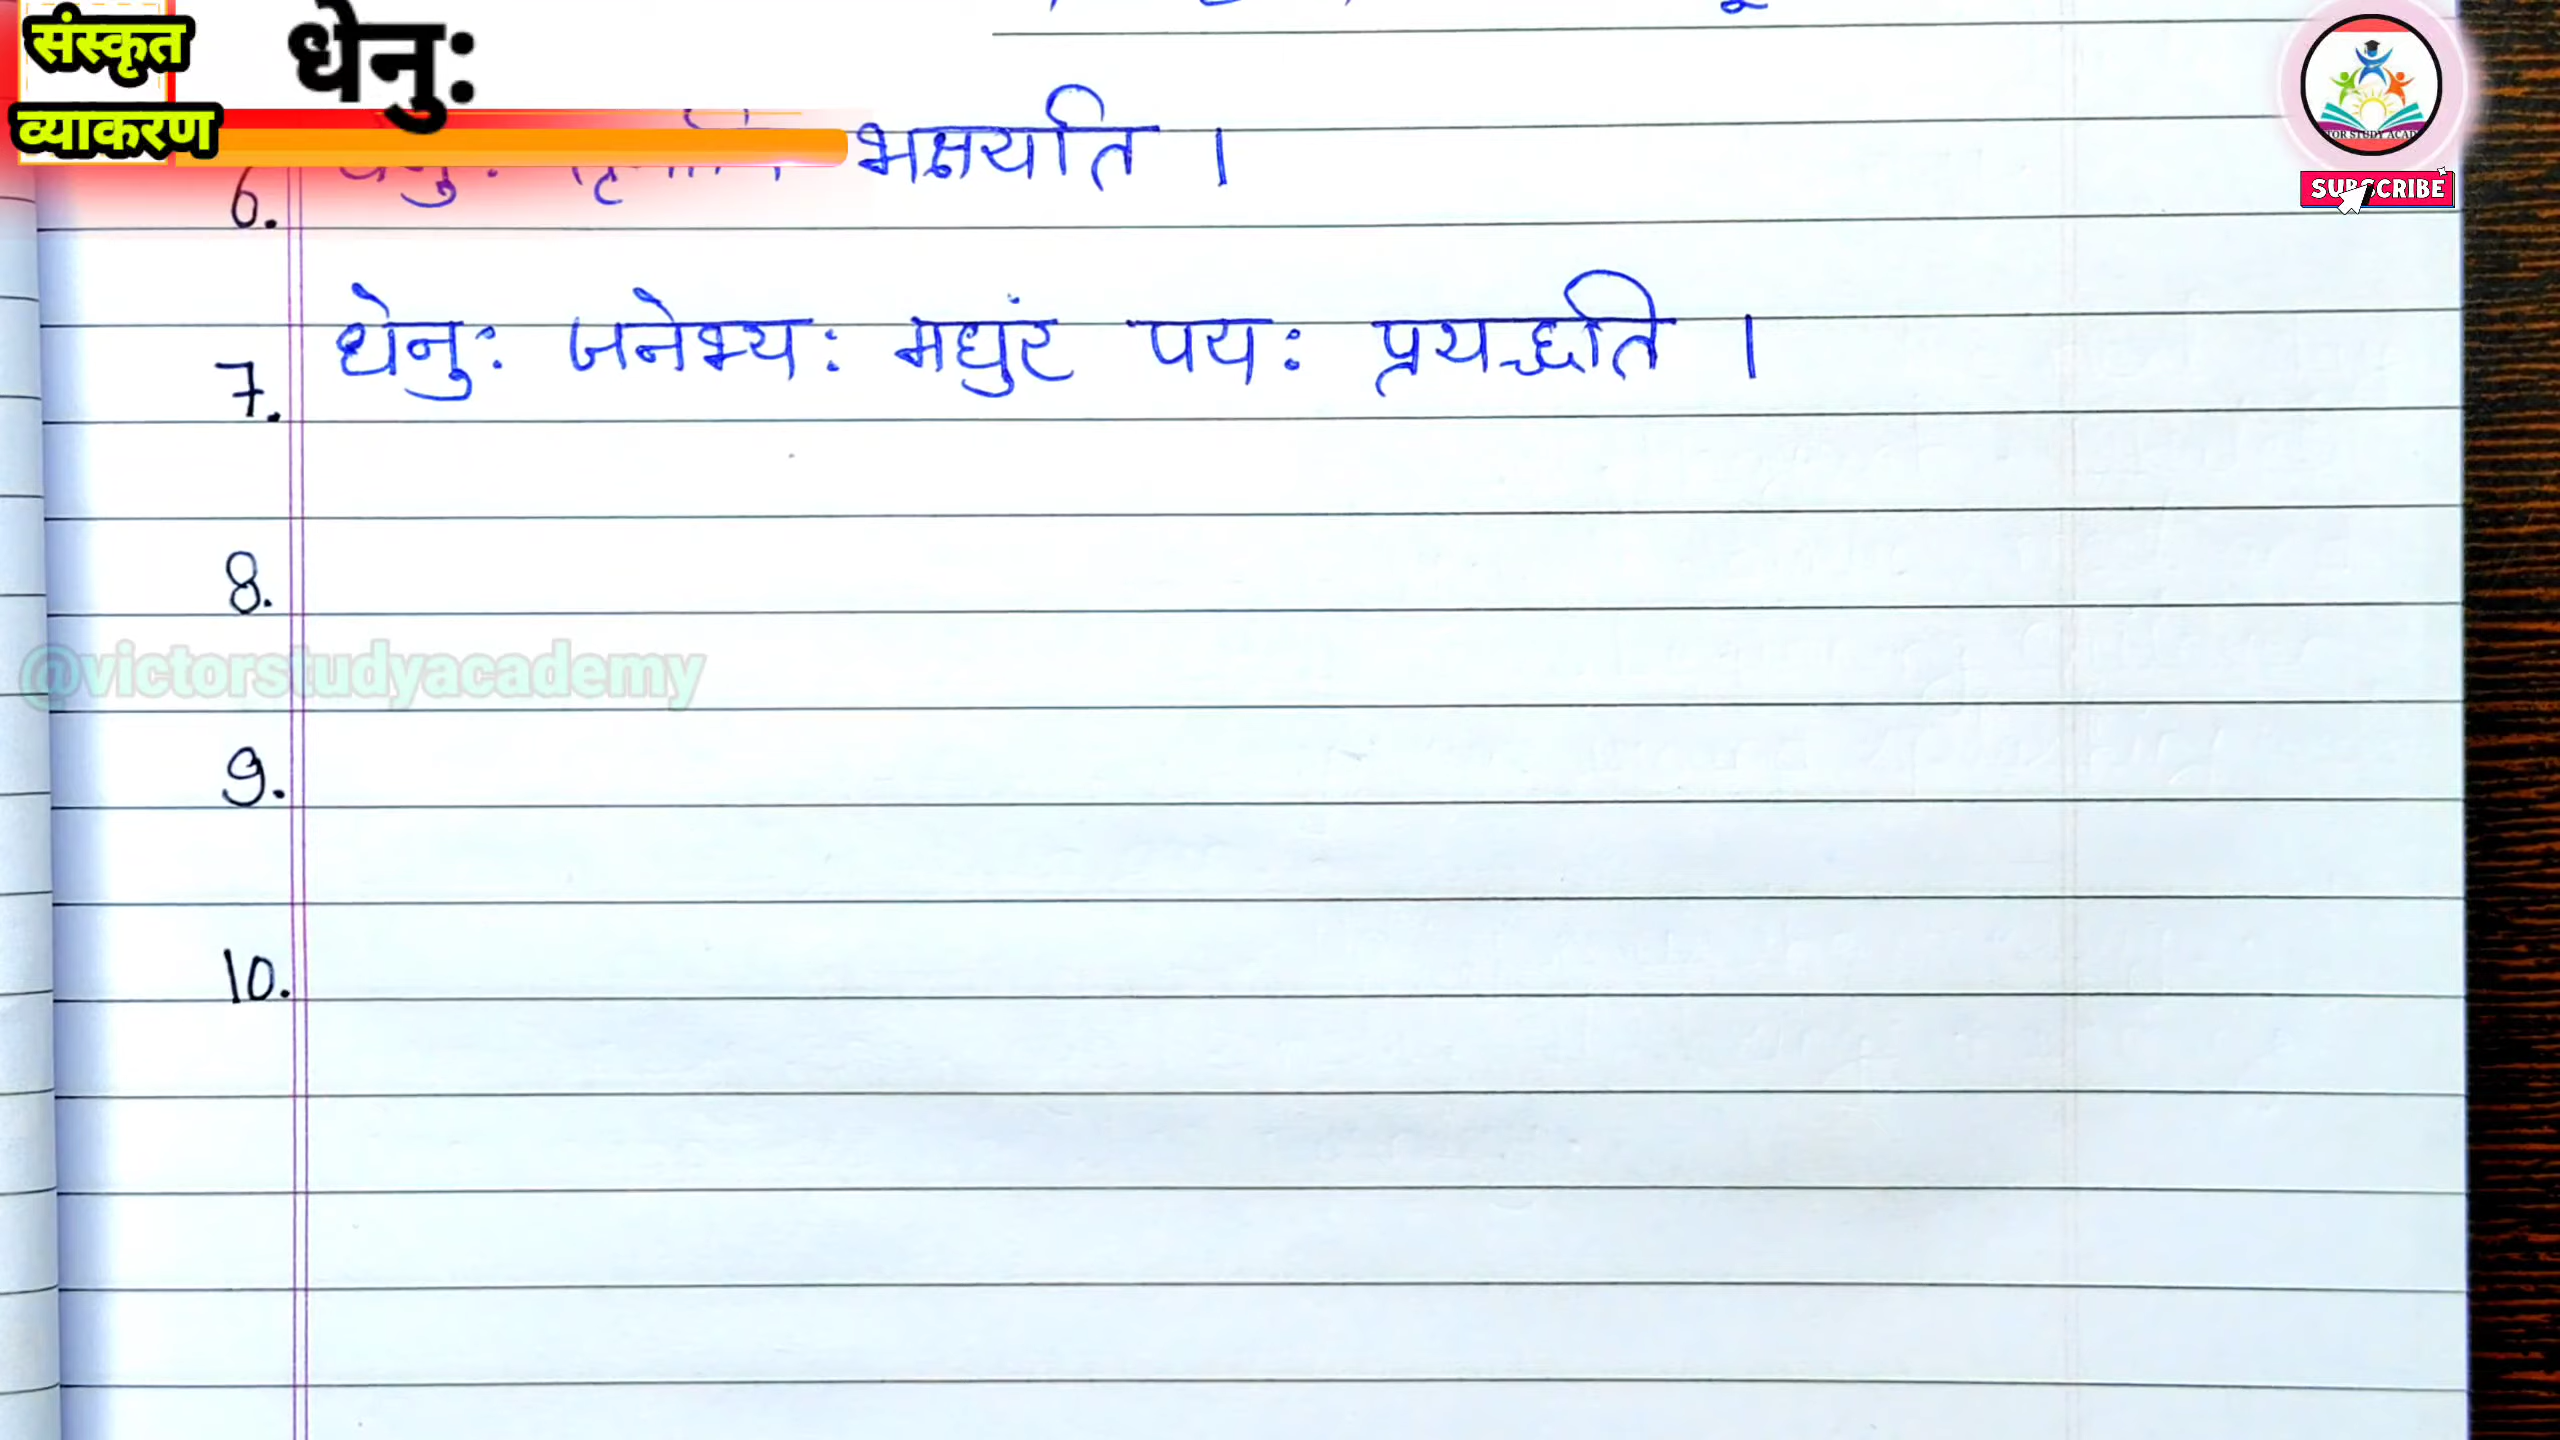 संस्कृत
व्याकरण
धेनुः
6. भक्षयति ।
7. धेनुः जनेभ्यः मधुरं पयः प्रयच्छति ।
8.
9.
10.
@victorstudyacademy
SUBSCRIBE